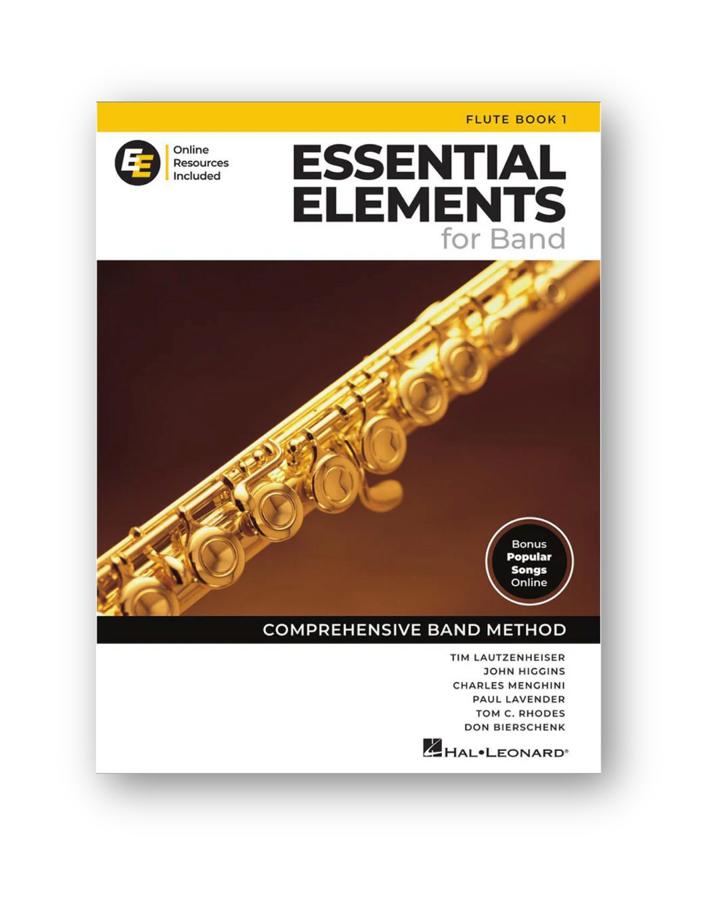 FLUTE BOOK 1
EE
Online
Resources
Included
ESSENTIAL
ELEMENTS
for Band
Bonus
Popular
Songs
Online
COMPREHENSIVE BAND METHOD
TIM LAUTZENHEISER
JOHN HIGGINS
CHARLES MENGHINI
PAUL LAVENDER
TOM C. RHODES
DON BIERSCHENK
HAL•LEONARD®